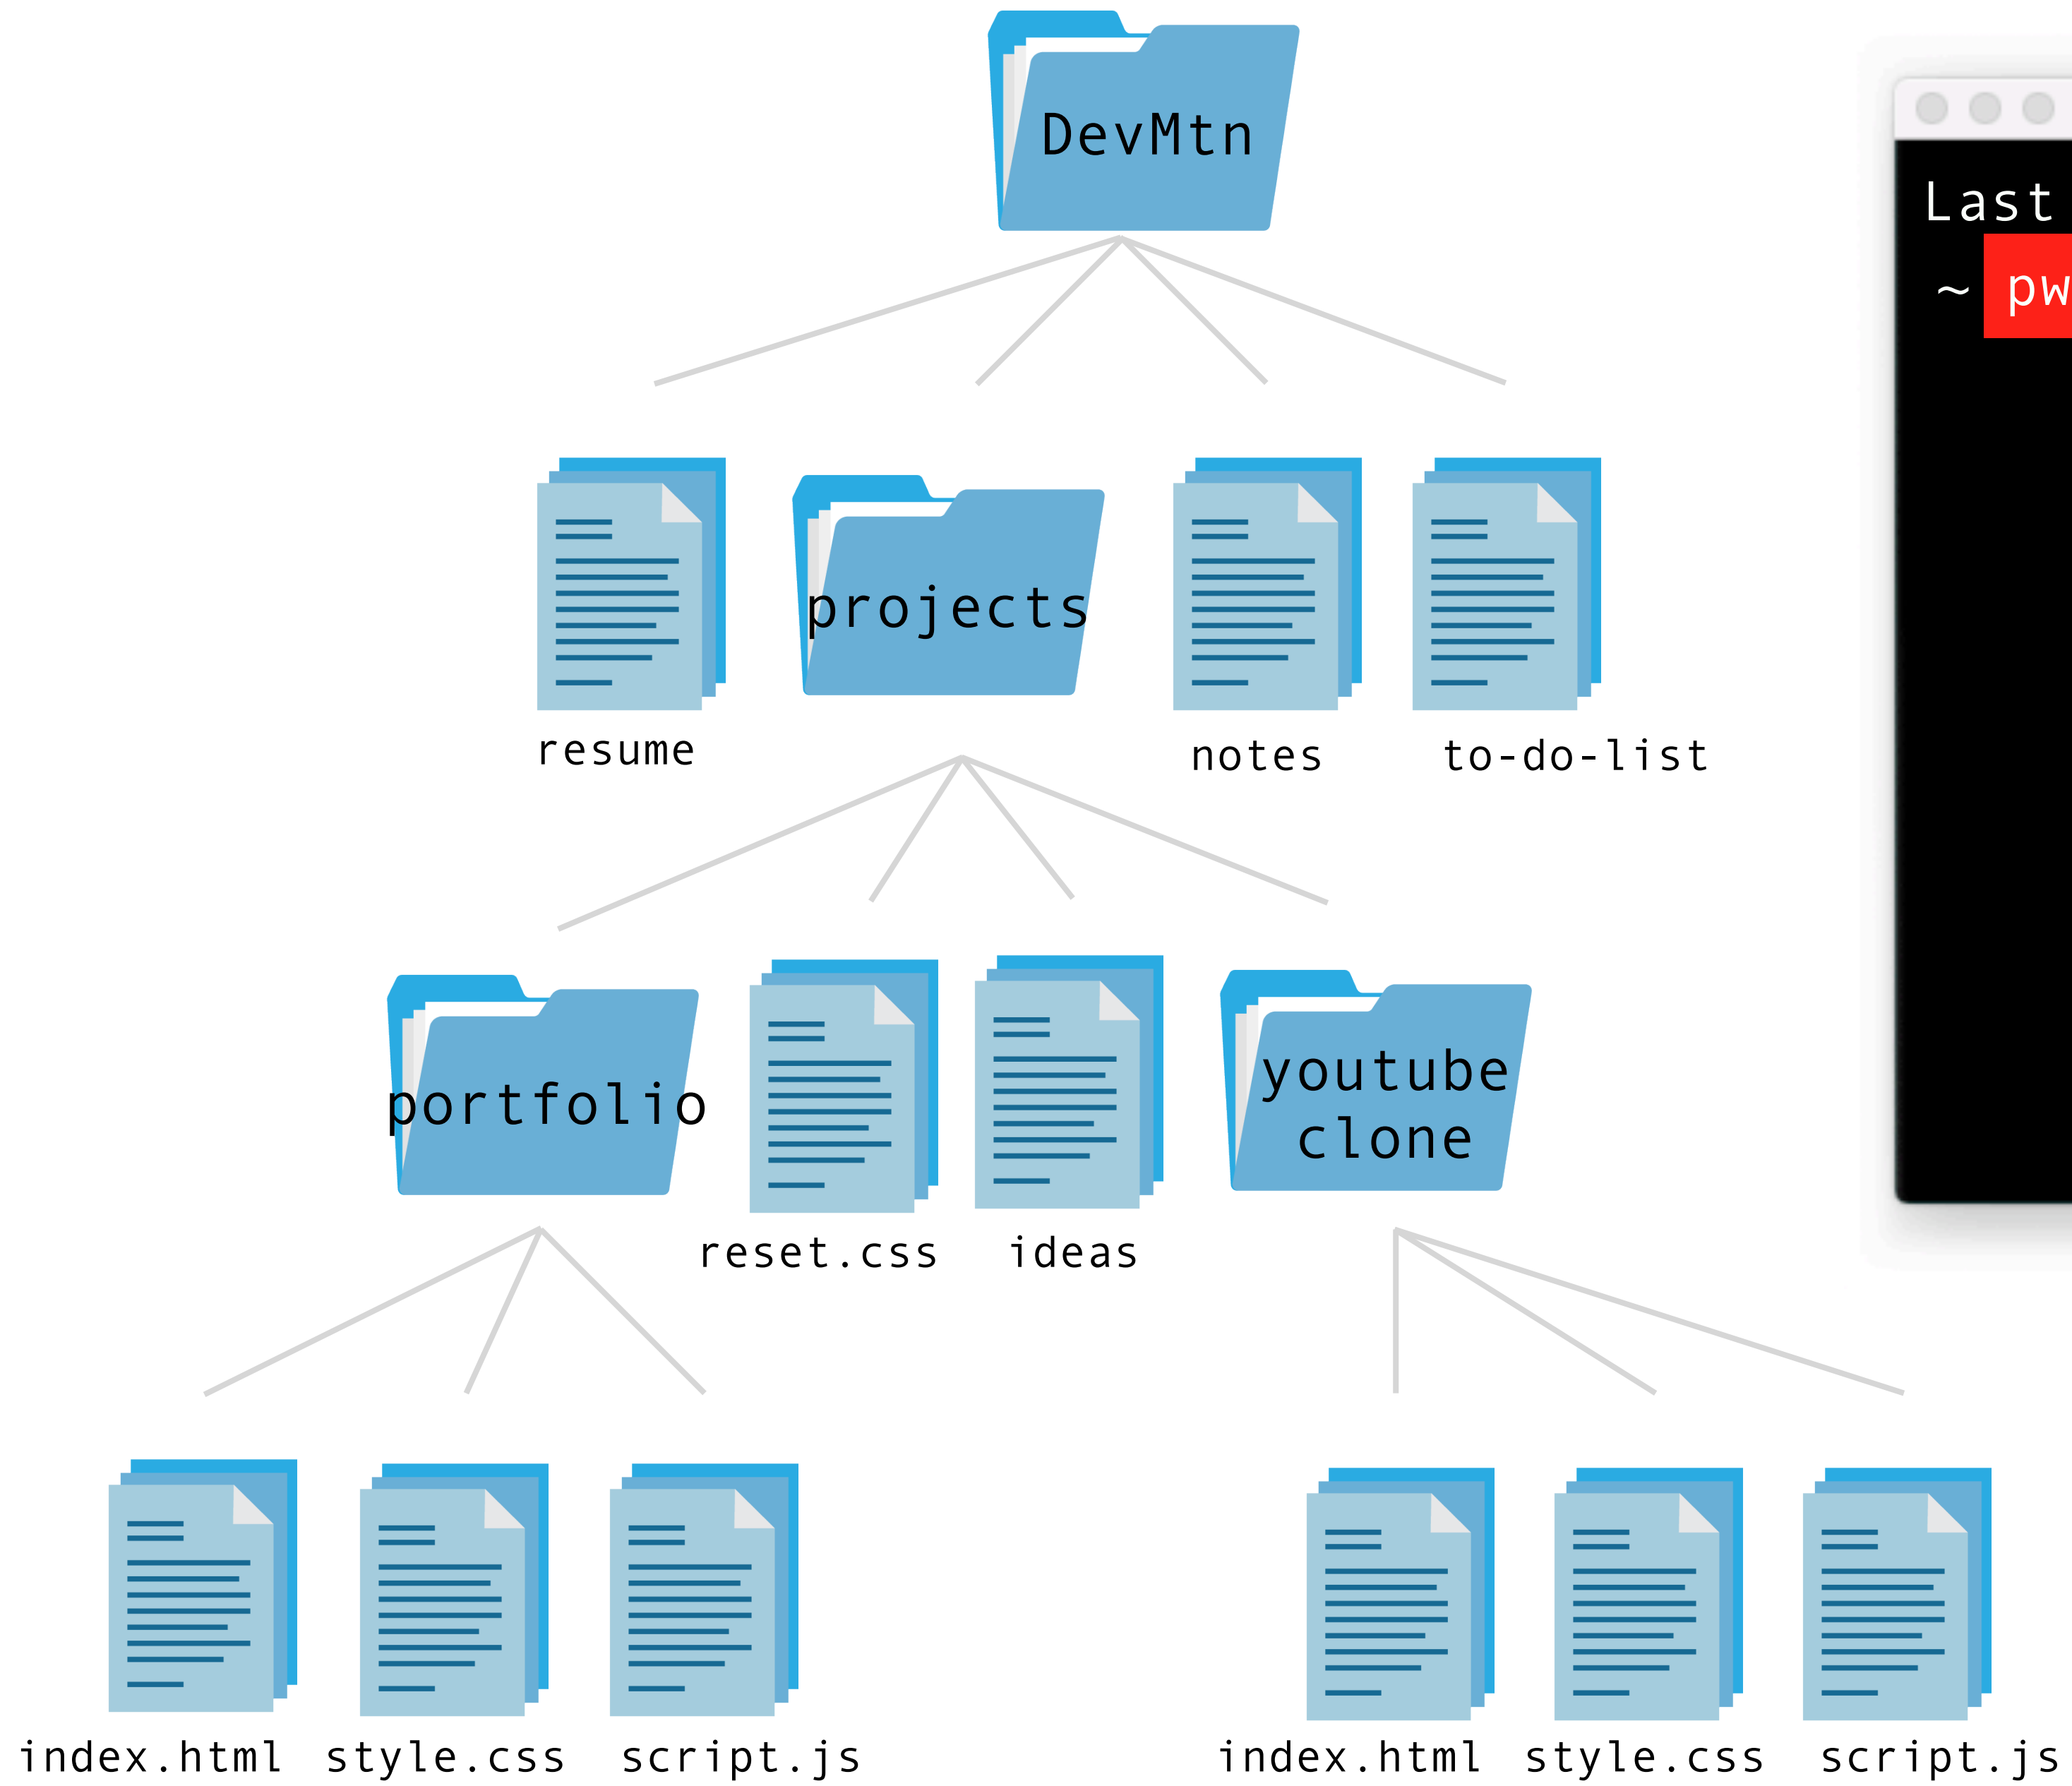 DevMtn
Last
~ pw
resume
projects
notes
to-do-list
portfolio
reset.css
ideas
youtube
clone
index.html
style.css
script.js
index.html
style.css
script.js